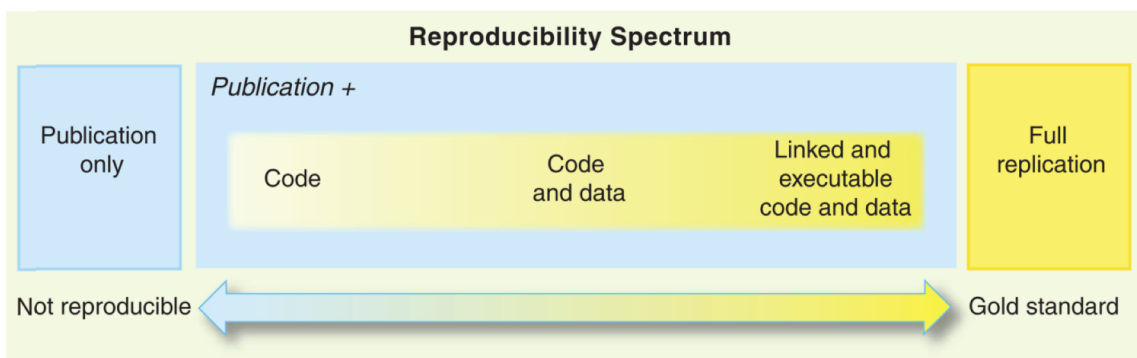 Reproducibility Spectrum
Publication
only
Publication +
Code
Code
and data
Linked and
executable
code and data
Full
replication
Not reproducible
Gold standard